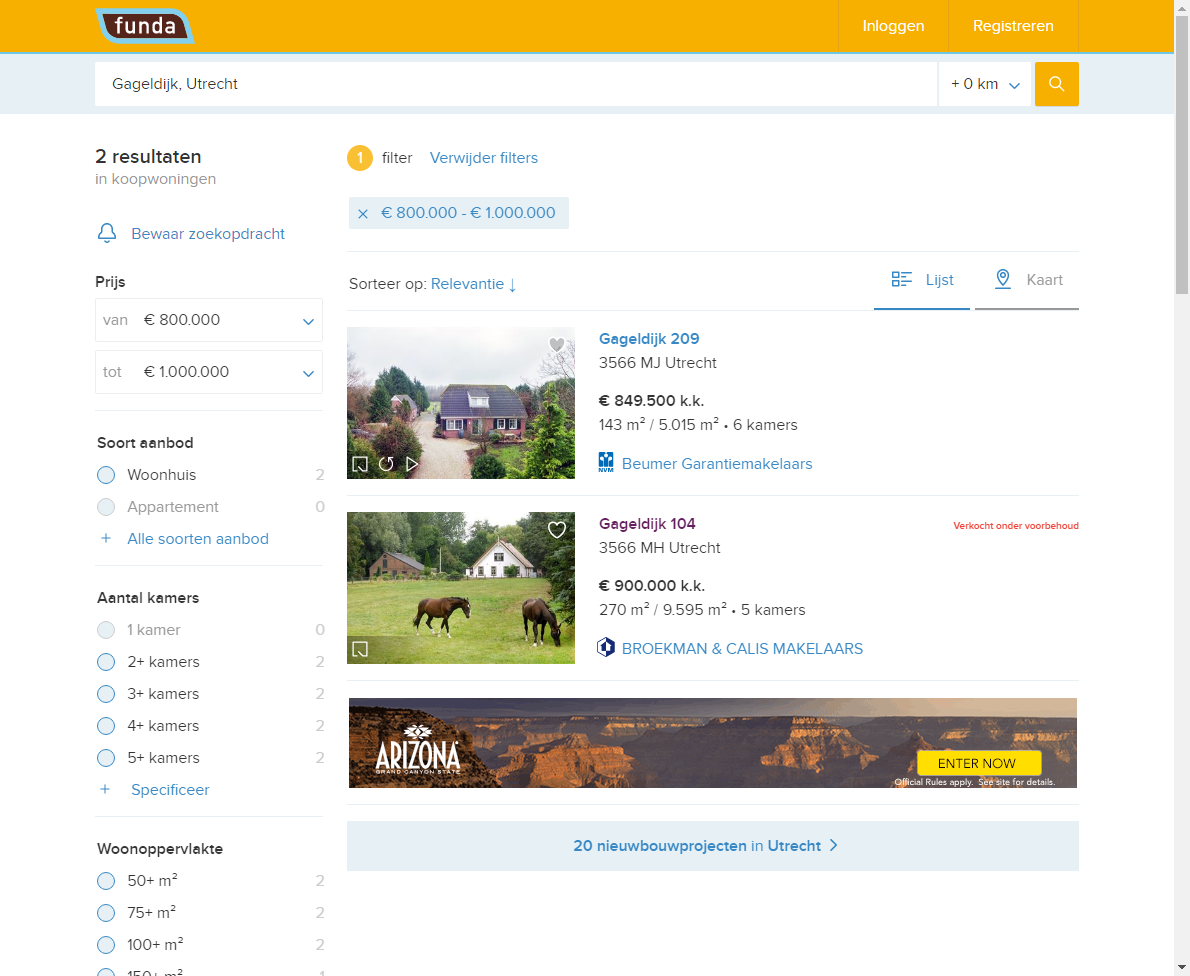 funda
Inloggen
Registreren
Gageldijk, Utrecht
+ 0 km
2 resultaten
in koopwoningen
Bewaar zoekopdracht
Prijs
van € 800.000
tot € 1.000.000
Soort aanbod
Woonhuis 2
Appartement 0
+ Alle soorten aanbod
Aantal kamers
1 kamer 0
2+ kamers 2
3+ kamers 2
4+ kamers 2
5+ kamers 2
+ Specificeer
Woonoppervlakte
50+ m² 2
75+ m² 2
100+ m² 2
150+ m² 1
1 filter Verwijder filters
× € 800.000 - € 1.000.000
Sorteer op: Relevantie ↓
Lijst
Kaart
Gageldijk 209
3566 MJ Utrecht
€ 849.500 k.k.
143 m² / 5.015 m² • 6 kamers
NVM Beumer Garantiemakelaars
Gageldijk 104
Verkocht onder voorbehoud
3566 MH Utrecht
€ 900.000 k.k.
270 m² / 9.595 m² • 5 kamers
BROEKMAN & CALIS MAKELAARS
ARIZONA
GRAND CANYON STATE
ENTER NOW
Official Rules apply. See site for details.
20 nieuwbouwprojecten in Utrecht >